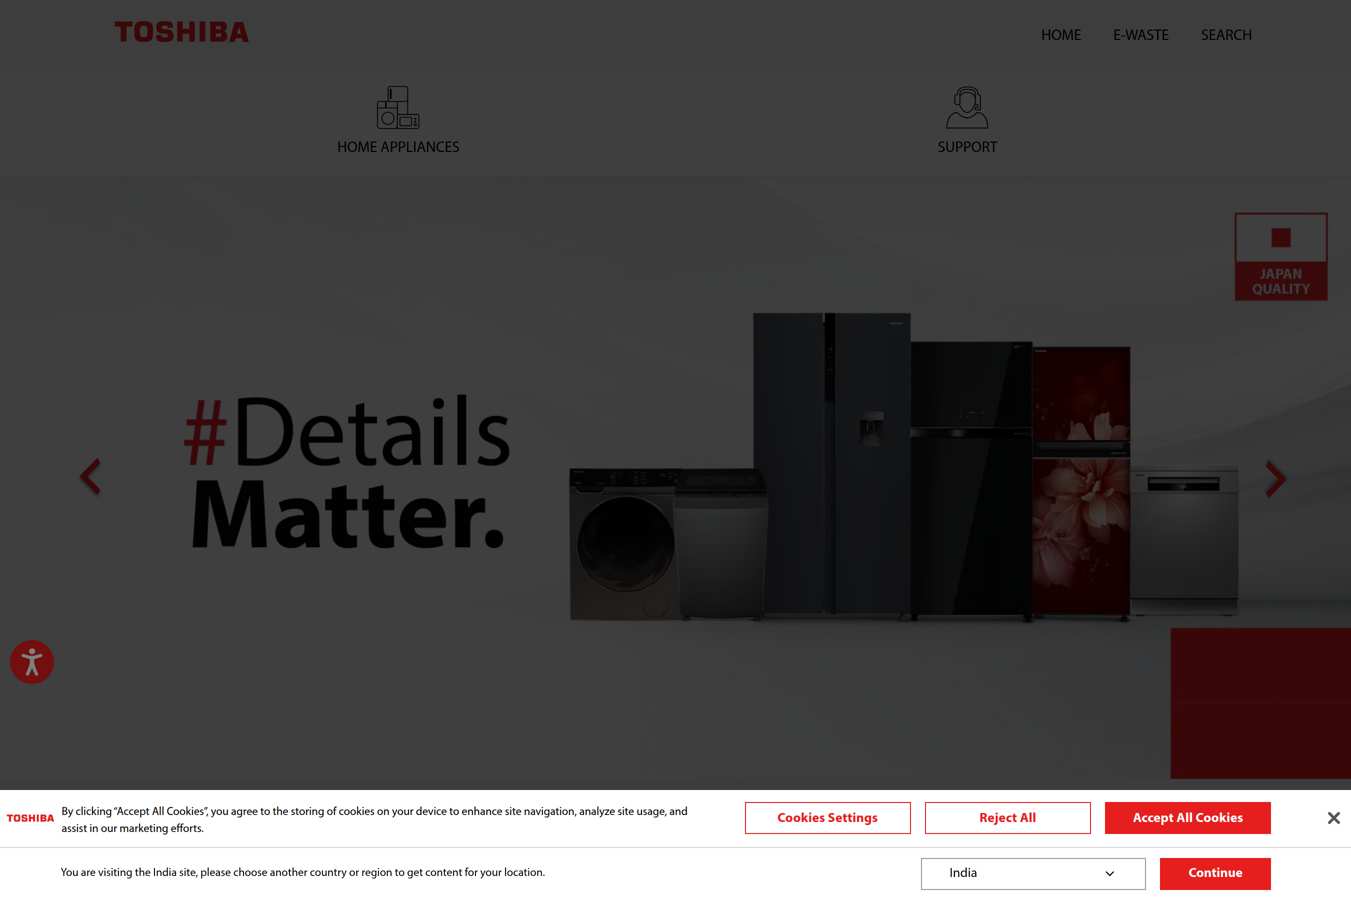 TOSHIBA
HOME
E-WASTE
SEARCH
HOME APPLIANCES
SUPPORT
JAPAN
QUALITY
#Details
Matter.
TOSHIBA
By clicking “Accept All Cookies”, you agree to the storing of cookies on your device to enhance site navigation, analyze site usage, and
assist in our marketing efforts.
Cookies Settings
Reject All
Accept All Cookies
You are visiting the India site, please choose another country or region to get content for your location.
India
Continue